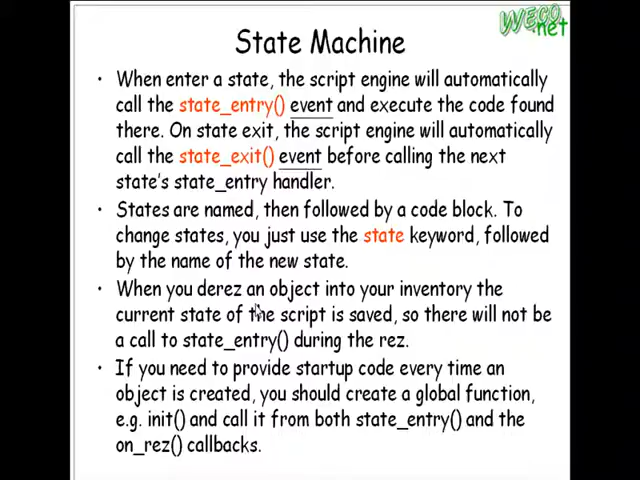 WECO
.net
State Machine
• When enter a state, the script engine will automatically
call the state_entry() event and execute the code found
there. On state exit, the script engine will automatically
call the state_exit() event before calling the next
state's state_entry handler.
• States are named, then followed by a code block. To
change states, you just use the state keyword, followed
by the name of the new state.
• When you derez an object into your inventory the
current state of the script is saved, so there will not be
a call to state_entry() during the rez.
• If you need to provide startup code every time an
object is created, you should create a global function,
e.g. init() and call it from both state_entry() and the
on_rez() callbacks.